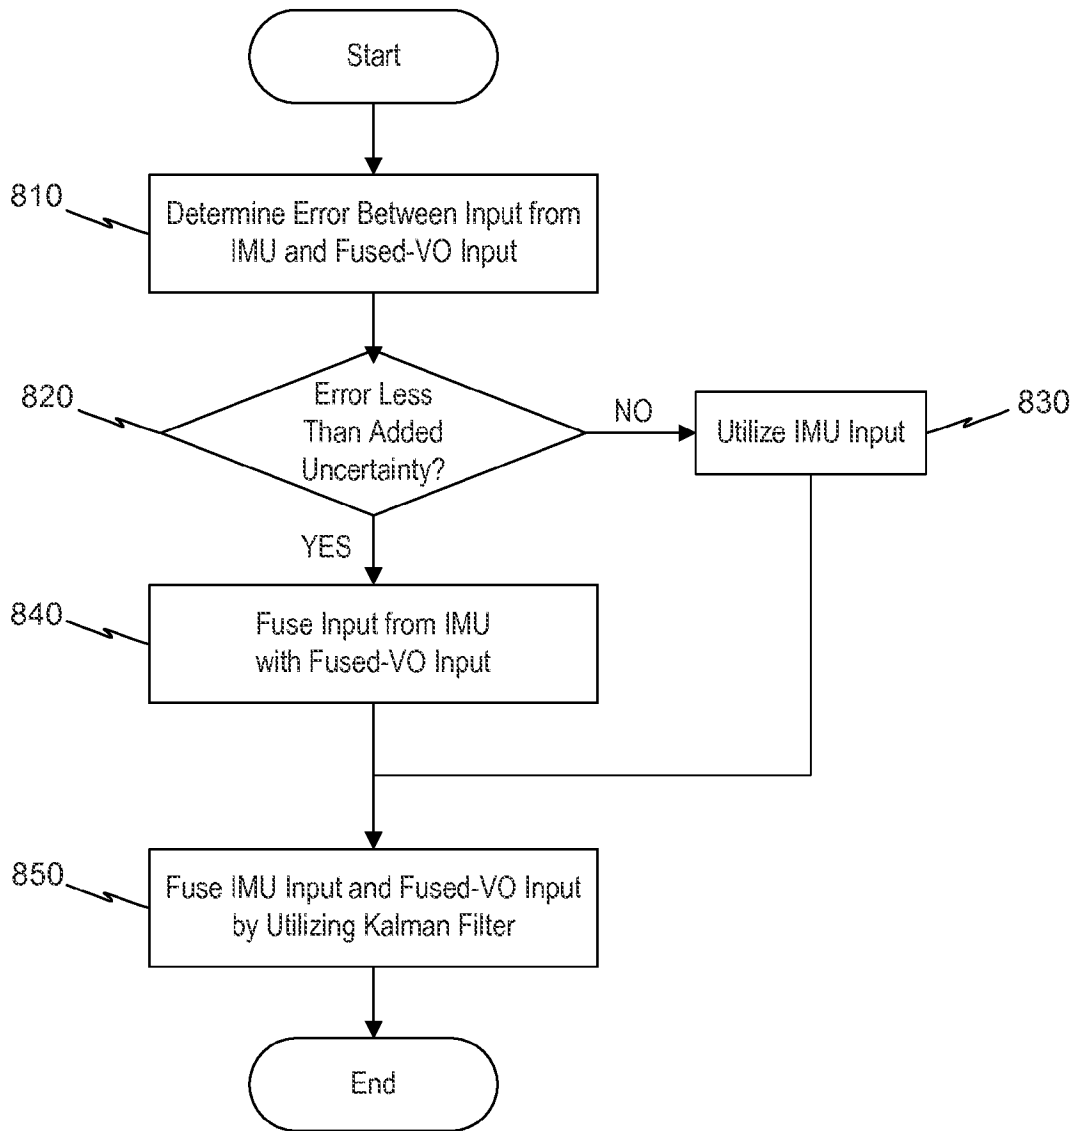 Start
810
Determine Error Between Input from
IMU and Fused-VO Input
820
Error Less
Than Added
Uncertainty?
NO
830
Utilize IMU Input
YES
840
Fuse Input from IMU
with Fused-VO Input
850
Fuse IMU Input and Fused-VO Input
by Utilizing Kalman Filter
End